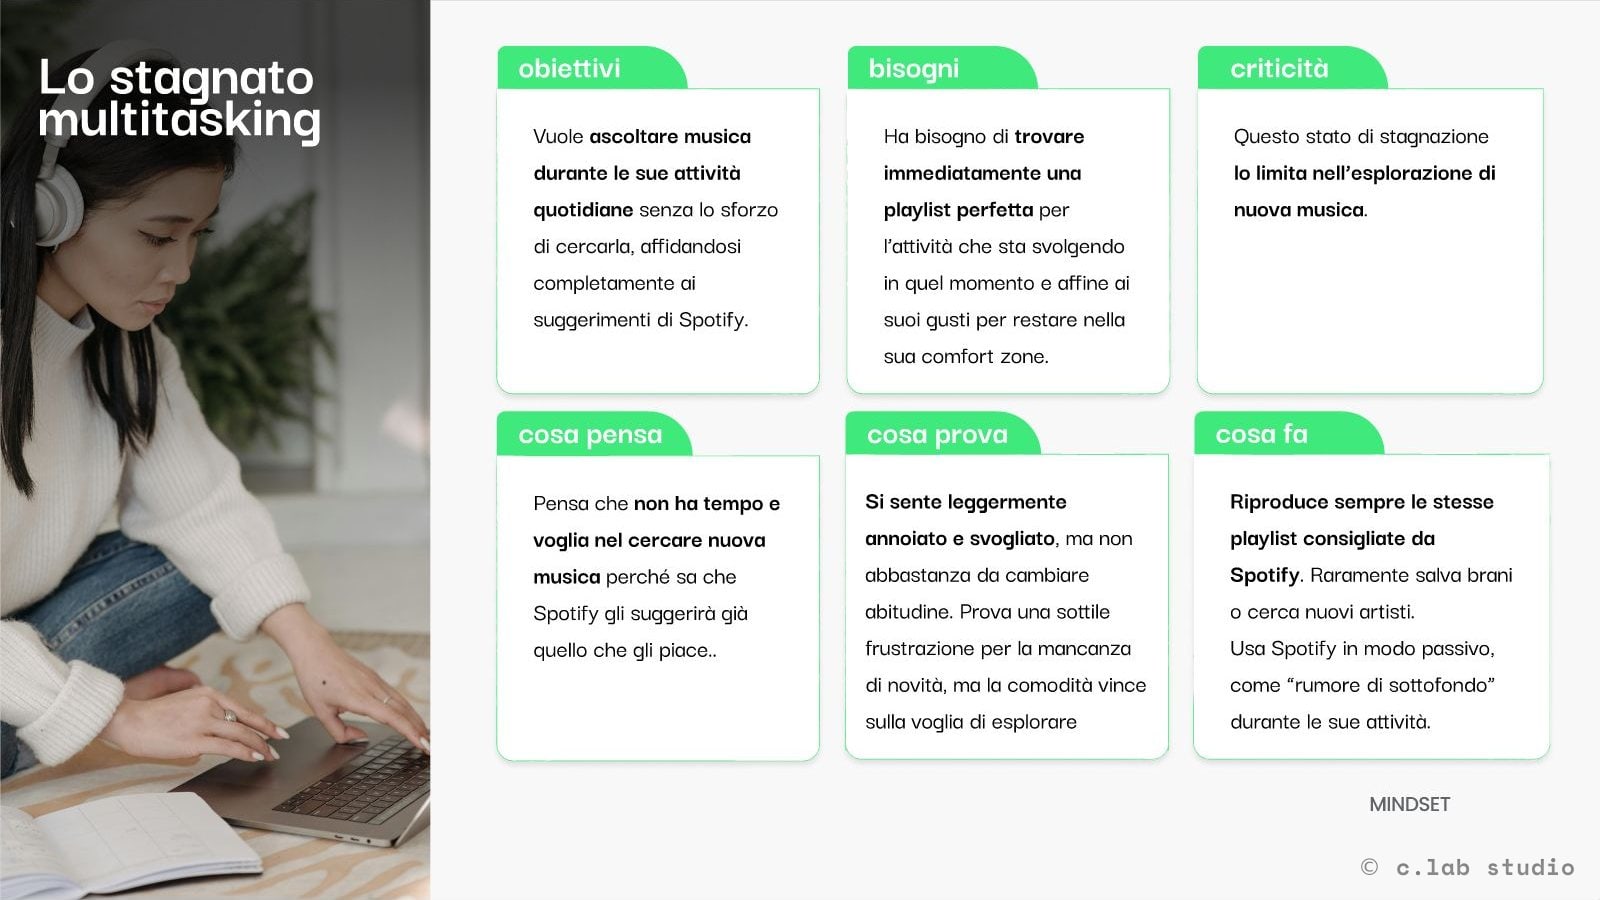 Lo stagnato
multitasking
obiettivi
Vuole ascoltare musica
durante le sue attività
quotidiane senza lo sforzo
di cercarla, affidandosi
completamente ai
suggerimenti di Spotify.
bisogni
Ha bisogno di trovare
immediatamente una
playlist perfetta per
l’attività che sta svolgendo
in quel momento e affine ai
suoi gusti per restare nella
sua comfort zone.
criticità
Questo stato di stagnazione
lo limita nell’esplorazione di
nuova musica.
cosa pensa
Pensa che non ha tempo e
voglia nel cercare nuova
musica perché sa che
Spotify gli suggerirà già
quello che gli piace..
cosa prova
Si sente leggermente
annoiato e svogliato, ma non
abbastanza da cambiare
abitudine. Prova una sottile
frustrazione per la mancanza
di novità, ma la comodità vince
sulla voglia di esplorare
cosa fa
Riproduce sempre le stesse
playlist consigliate da
Spotify. Raramente salva brani
o cerca nuovi artisti.
Usa Spotify in modo passivo,
come “rumore di sottofondo”
durante le sue attività.
MINDSET
© c.lab studio